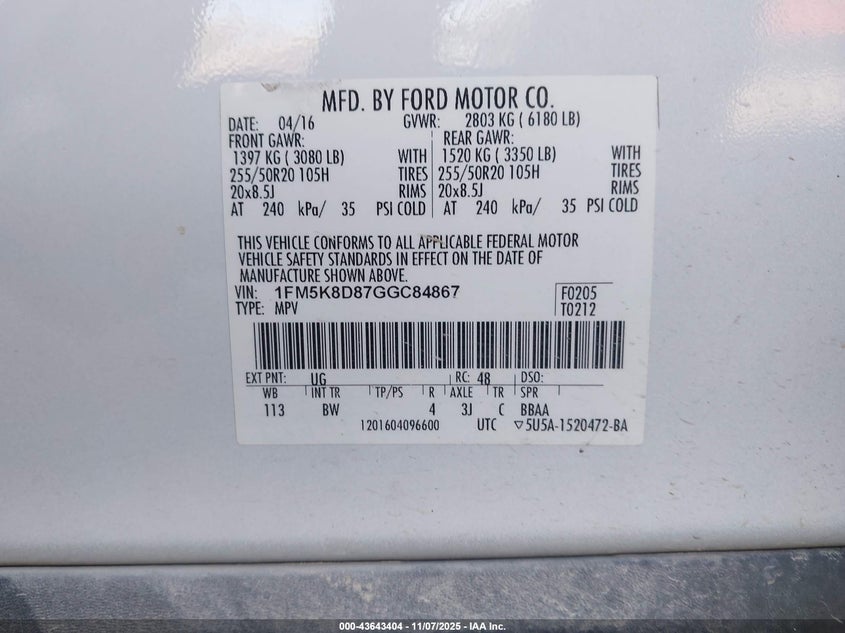 MFD. BY FORD MOTOR CO.
DATE: 04/16 GVWR: 2803 KG ( 6180 LB)
FRONT GAWR: REAR GAWR:
1397 KG ( 3080 LB) WITH 1520 KG ( 3350 LB) WITH
255/50R20 105H TIRES 255/50R20 105H TIRES
20x8.5J RIMS 20x8.5J RIMS
AT 240 kPa/ 35 PSI COLD AT 240 kPa/ 35 PSI COLD
THIS VEHICLE CONFORMS TO ALL APPLICABLE FEDERAL MOTOR
VEHICLE SAFETY STANDARDS IN EFFECT ON THE DATE OF
MANUFACTURE SHOWN ABOVE.
VIN: 1FM5K8D87GGC84867 F0205
TYPE: MPV T0212
EXT PNT: UG RC: 48 DSO:
WB INT TR TP/PS R AXLE TR SPR
113 BW 4 3J C BBAA
1201604096600 UTC ▽5U5A-1520472-BA
000-43643404 | 11/07/2025 - IAA Inc.